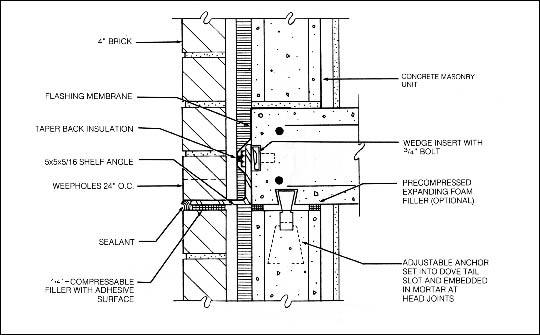 4" BRICK
FLASHING MEMBRANE
TAPER BACK INSULATION
5x5x5/16 SHELF ANGLE
WEEPHOLES 24" O.C.
SEALANT
COMPRESSABLE
FILLER WITH ADHESIVE
SURFACE
CONCRETE MASONRY
UNIT
WEDGE INSERT WITH
3/4" BOLT
PRECOMPRESSED
EXPANDING FOAM
FILLER (OPTIONAL)
ADJUSTABLE ANCHOR
SET INTO DOVE TAIL
SLOT AND EMBEDDED
IN MORTAR AT
HEAD JOINTS